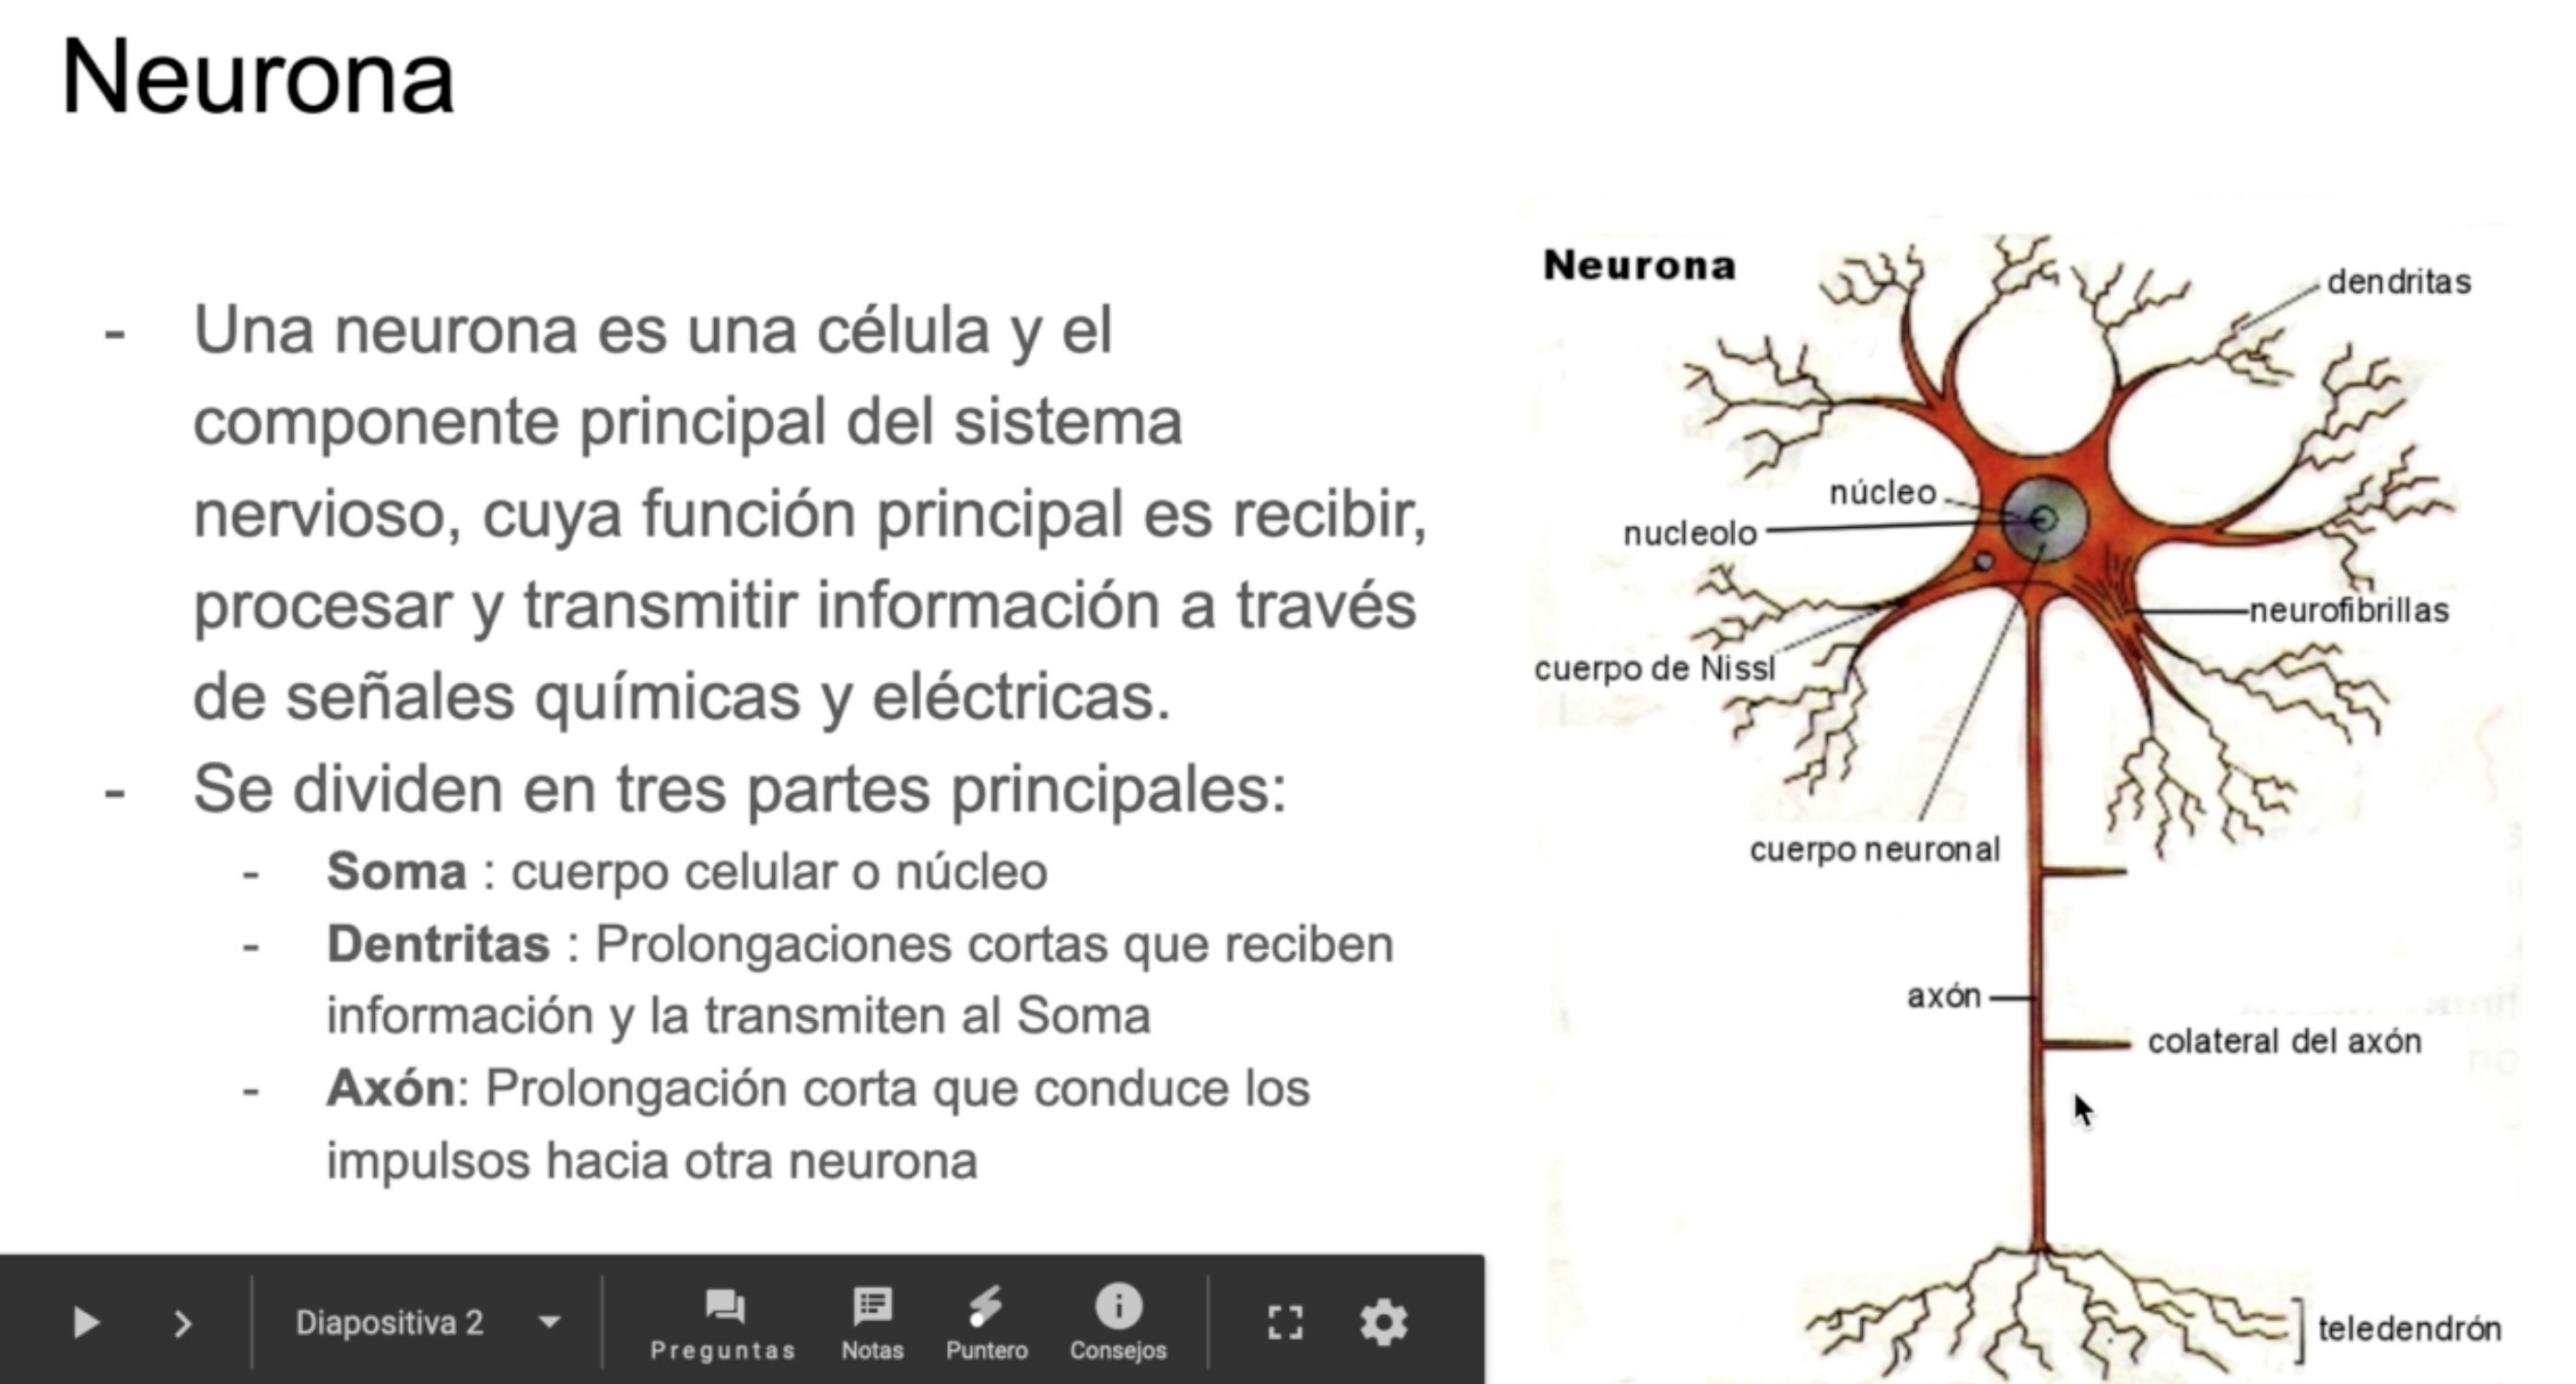 Neurona
- Una neurona es una célula y el
componente principal del sistema
nervioso, cuya función principal es recibir,
procesar y transmitir información a través
de señales químicas y eléctricas.
- Se dividen en tres partes principales:
- Soma : cuerpo celular o núcleo
- Dentritas : Prolongaciones cortas que reciben
información y la transmiten al Soma
- Axón: Prolongación corta que conduce los
impulsos hacia otra neurona
Neurona
dendritas
núcleo
nucleolo
neurofibrillas
cuerpo de Nissl
cuerpo neuronal
axón
colateral del axón
teledendrón
Diapositiva 2
Preguntas
Notas
Puntero
Consejos